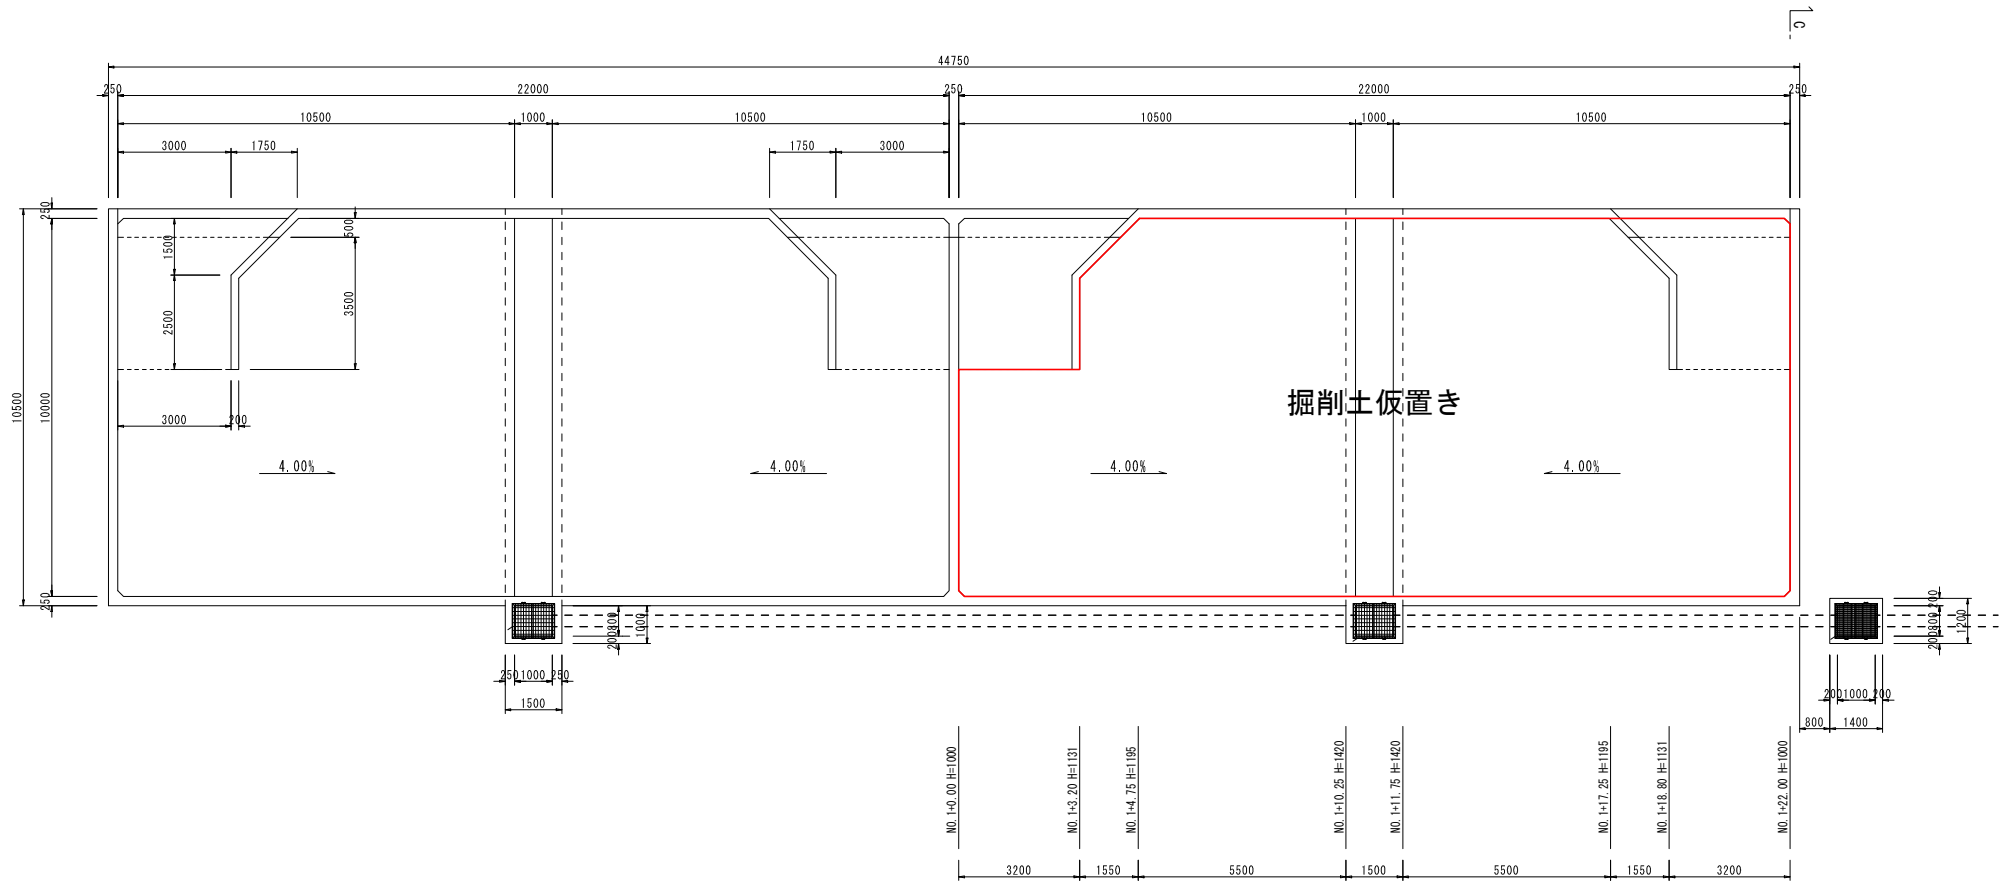 C
44750
250 22000 250 22000 250
10500 1000 10500 10500 1000 10500
3000 1750 1750 3000
250
500
1500
3500
2500
10500
10000
掘削土仮置き
3000 200
4.00% 4.00% 4.00% 4.00%
250
200 800
1000
200
200 800
1200
250 1000 250
1500
200 1000 200
800 1400
NO.1+0.00 H=1000
NO.1+3.20 H=1131
NO.1+4.75 H=1195
NO.1+10.25 H=1420
NO.1+11.75 H=1420
NO.1+17.25 H=1195
NO.1+18.80 H=1131
NO.1+22.00 H=1000
3200 1550 5500 1500 5500 1550 3200